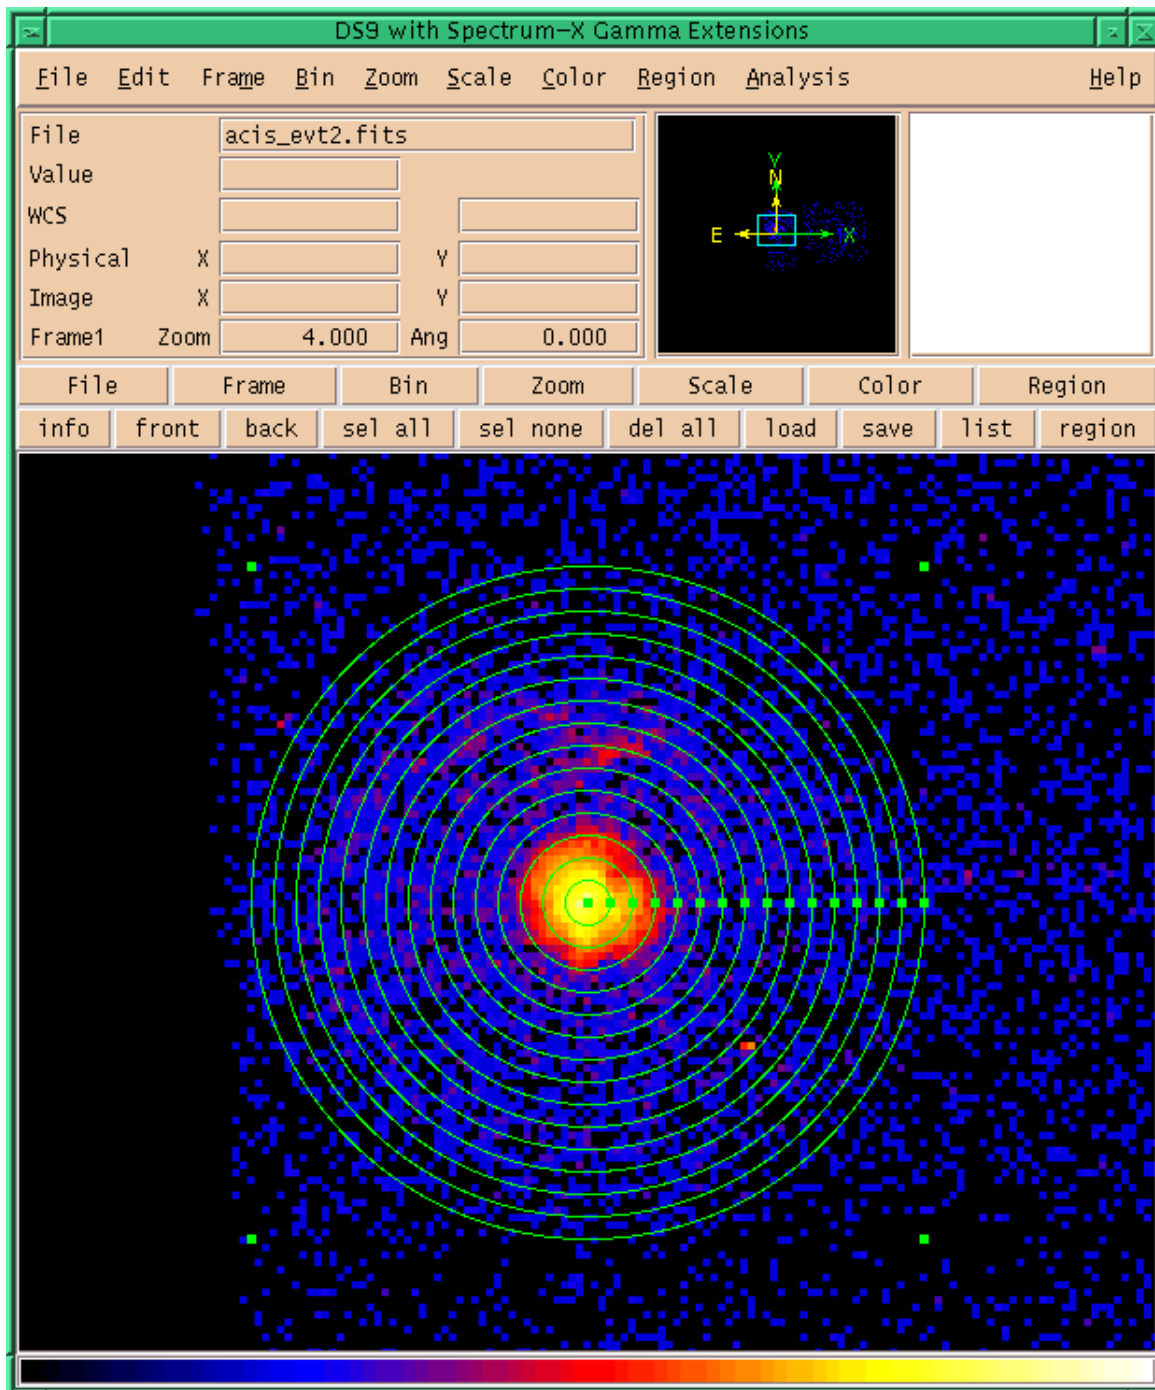 DS9 with Spectrum-X Gamma Extensions
File Edit Frame Bin Zoom Scale Color Region Analysis Help
File acis_evt2.fits
Value
WCS
Physical X Y
Image X Y
Frame1 Zoom 4.000 Ang 0.000
Y
N
E X
File Frame Bin Zoom Scale Color Region
info front back sel all sel none del all load save list region